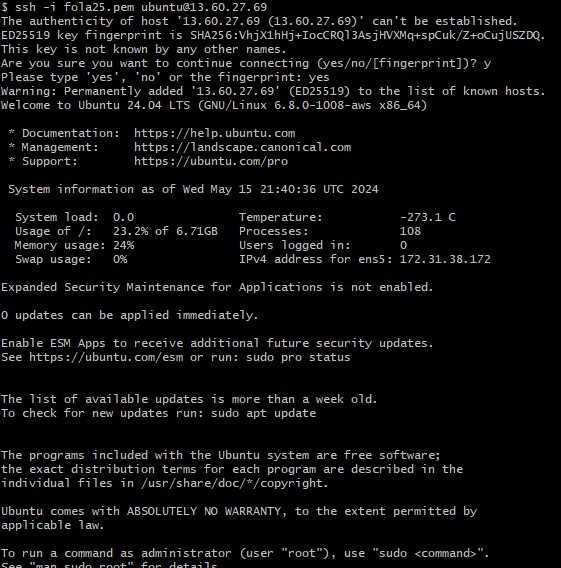 $ ssh -i fola25.pem ubuntu@13.60.27.69
The authenticity of host '13.60.27.69 (13.60.27.69)' can't be established.
ED25519 key fingerprint is SHA256:VhjX1hHj+IocCRQl3AsjHVXMq+spCuk/Z+oCujUSZDQ.
This key is not known by any other names.
Are you sure you want to continue connecting (yes/no/[fingerprint])? y
Please type 'yes', 'no' or the fingerprint: yes
Warning: Permanently added '13.60.27.69' (ED25519) to the list of known hosts.
Welcome to Ubuntu 24.04 LTS (GNU/Linux 6.8.0-1008-aws x86_64)
* Documentation:  https://help.ubuntu.com
* Management:     https://landscape.canonical.com
* Support:        https://ubuntu.com/pro
System information as of Wed May 15 21:40:36 UTC 2024
System load:  0.0               Temperature:           -273.1 C
Usage of /:   23.2% of 6.71GB   Processes:             108
Memory usage: 24%               Users logged in:       0
Swap usage:   0%                IPv4 address for ens5: 172.31.38.172
Expanded Security Maintenance for Applications is not enabled.
0 updates can be applied immediately.
Enable ESM Apps to receive additional future security updates.
See https://ubuntu.com/esm or run: sudo pro status
The list of available updates is more than a week old.
To check for new updates run: sudo apt update
The programs included with the Ubuntu system are free software;
the exact distribution terms for each program are described in the
individual files in /usr/share/doc/*/copyright.
Ubuntu comes with ABSOLUTELY NO WARRANTY, to the extent permitted by
applicable law.
To run a command as administrator (user "root"), use "sudo <command>".
See "man sudo_root" for details.